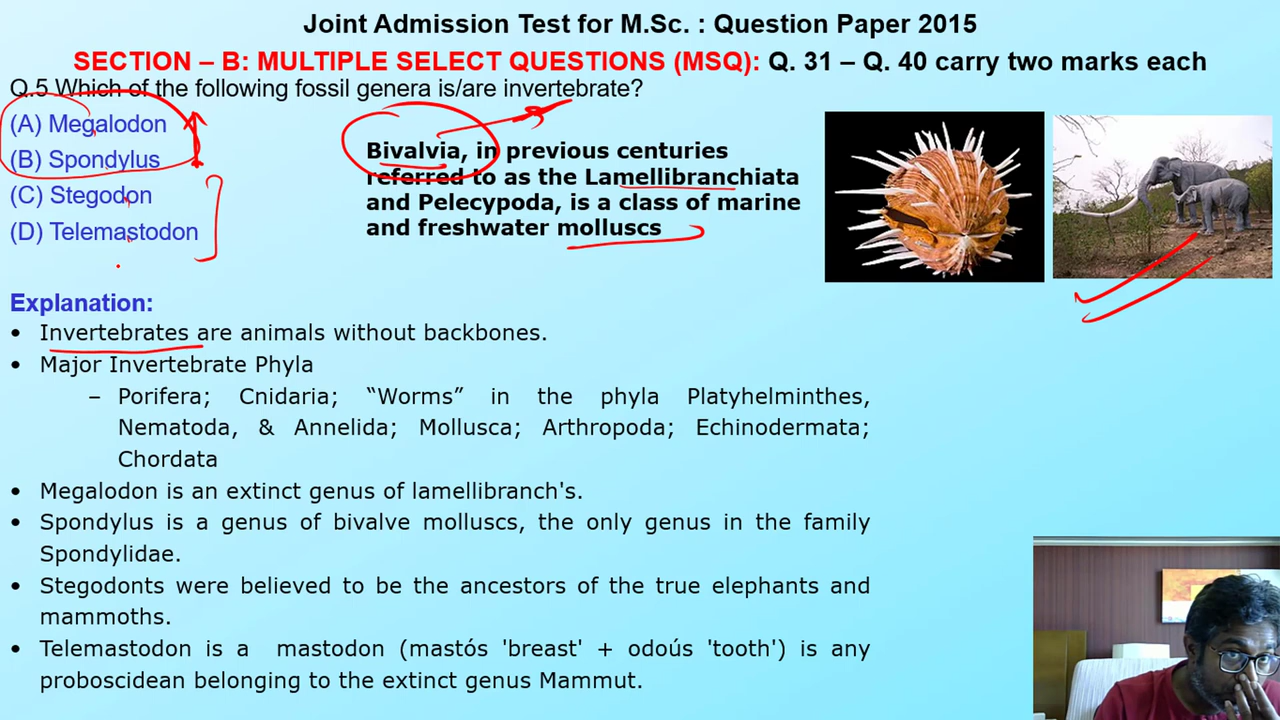 Joint Admission Test for M.Sc. : Question Paper 2015
SECTION – B: MULTIPLE SELECT QUESTIONS (MSQ): Q. 31 – Q. 40 carry two marks each
Q.5 Which of the following fossil genera is/are invertebrate?
(A) Megalodon
(B) Spondylus
(C) Stegodon
(D) Telemastodon
Bivalvia, in previous centuries
referred to as the Lamellibranchiata
and Pelecypoda, is a class of marine
and freshwater molluscs
Explanation:
• Invertebrates are animals without backbones.
• Major Invertebrate Phyla
– Porifera; Cnidaria; “Worms” in the phyla Platyhelminthes,
Nematoda, & Annelida; Mollusca; Arthropoda; Echinodermata;
Chordata
• Megalodon is an extinct genus of lamellibranch's.
• Spondylus is a genus of bivalve molluscs, the only genus in the family
Spondylidae.
• Stegodonts were believed to be the ancestors of the true elephants and
mammoths.
• Telemastodon is a mastodon (mastós 'breast' + odoús 'tooth') is any
proboscidean belonging to the extinct genus Mammut.